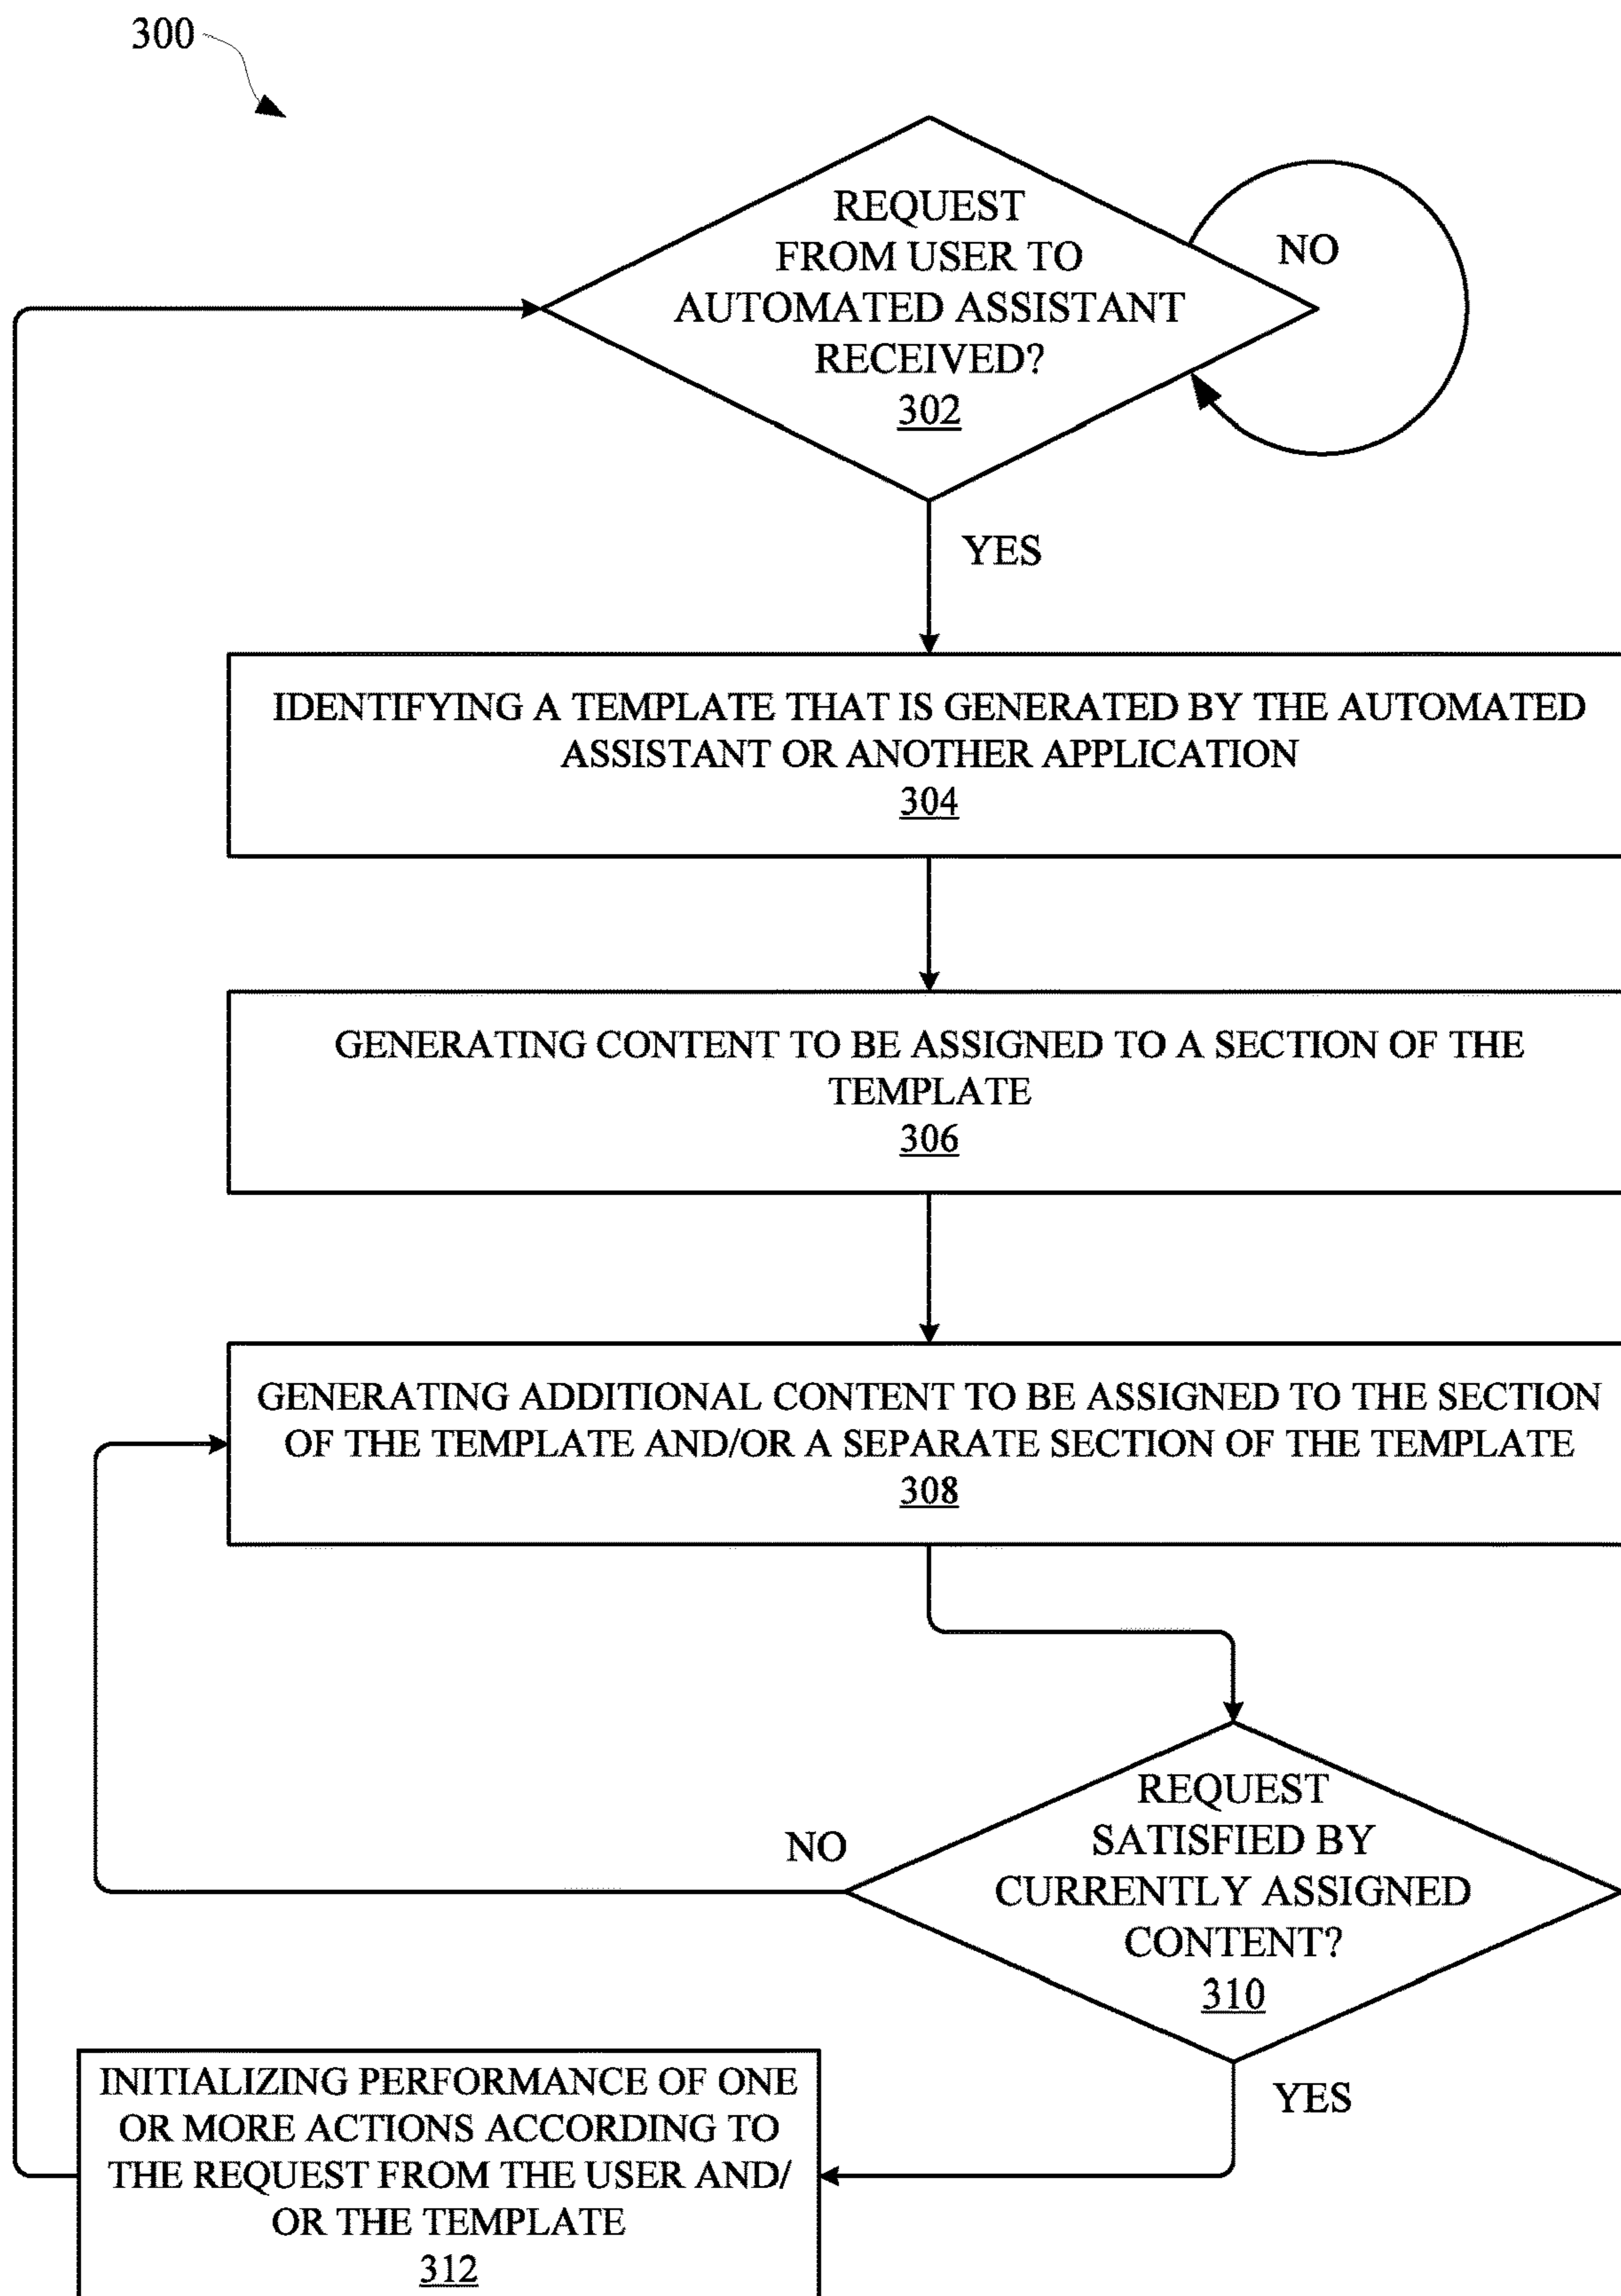 300
REQUEST
FROM USER TO
AUTOMATED ASSISTANT
RECEIVED?
302
NO
YES
IDENTIFYING A TEMPLATE THAT IS GENERATED BY THE AUTOMATED
ASSISTANT OR ANOTHER APPLICATION
304
GENERATING CONTENT TO BE ASSIGNED TO A SECTION OF THE
TEMPLATE
306
GENERATING ADDITIONAL CONTENT TO BE ASSIGNED TO THE SECTION
OF THE TEMPLATE AND/OR A SEPARATE SECTION OF THE TEMPLATE
308
REQUEST
SATISFIED BY
CURRENTLY ASSIGNED
CONTENT?
310
NO
YES
INITIALIZING PERFORMANCE OF ONE
OR MORE ACTIONS ACCORDING TO
THE REQUEST FROM THE USER AND/
OR THE TEMPLATE
312